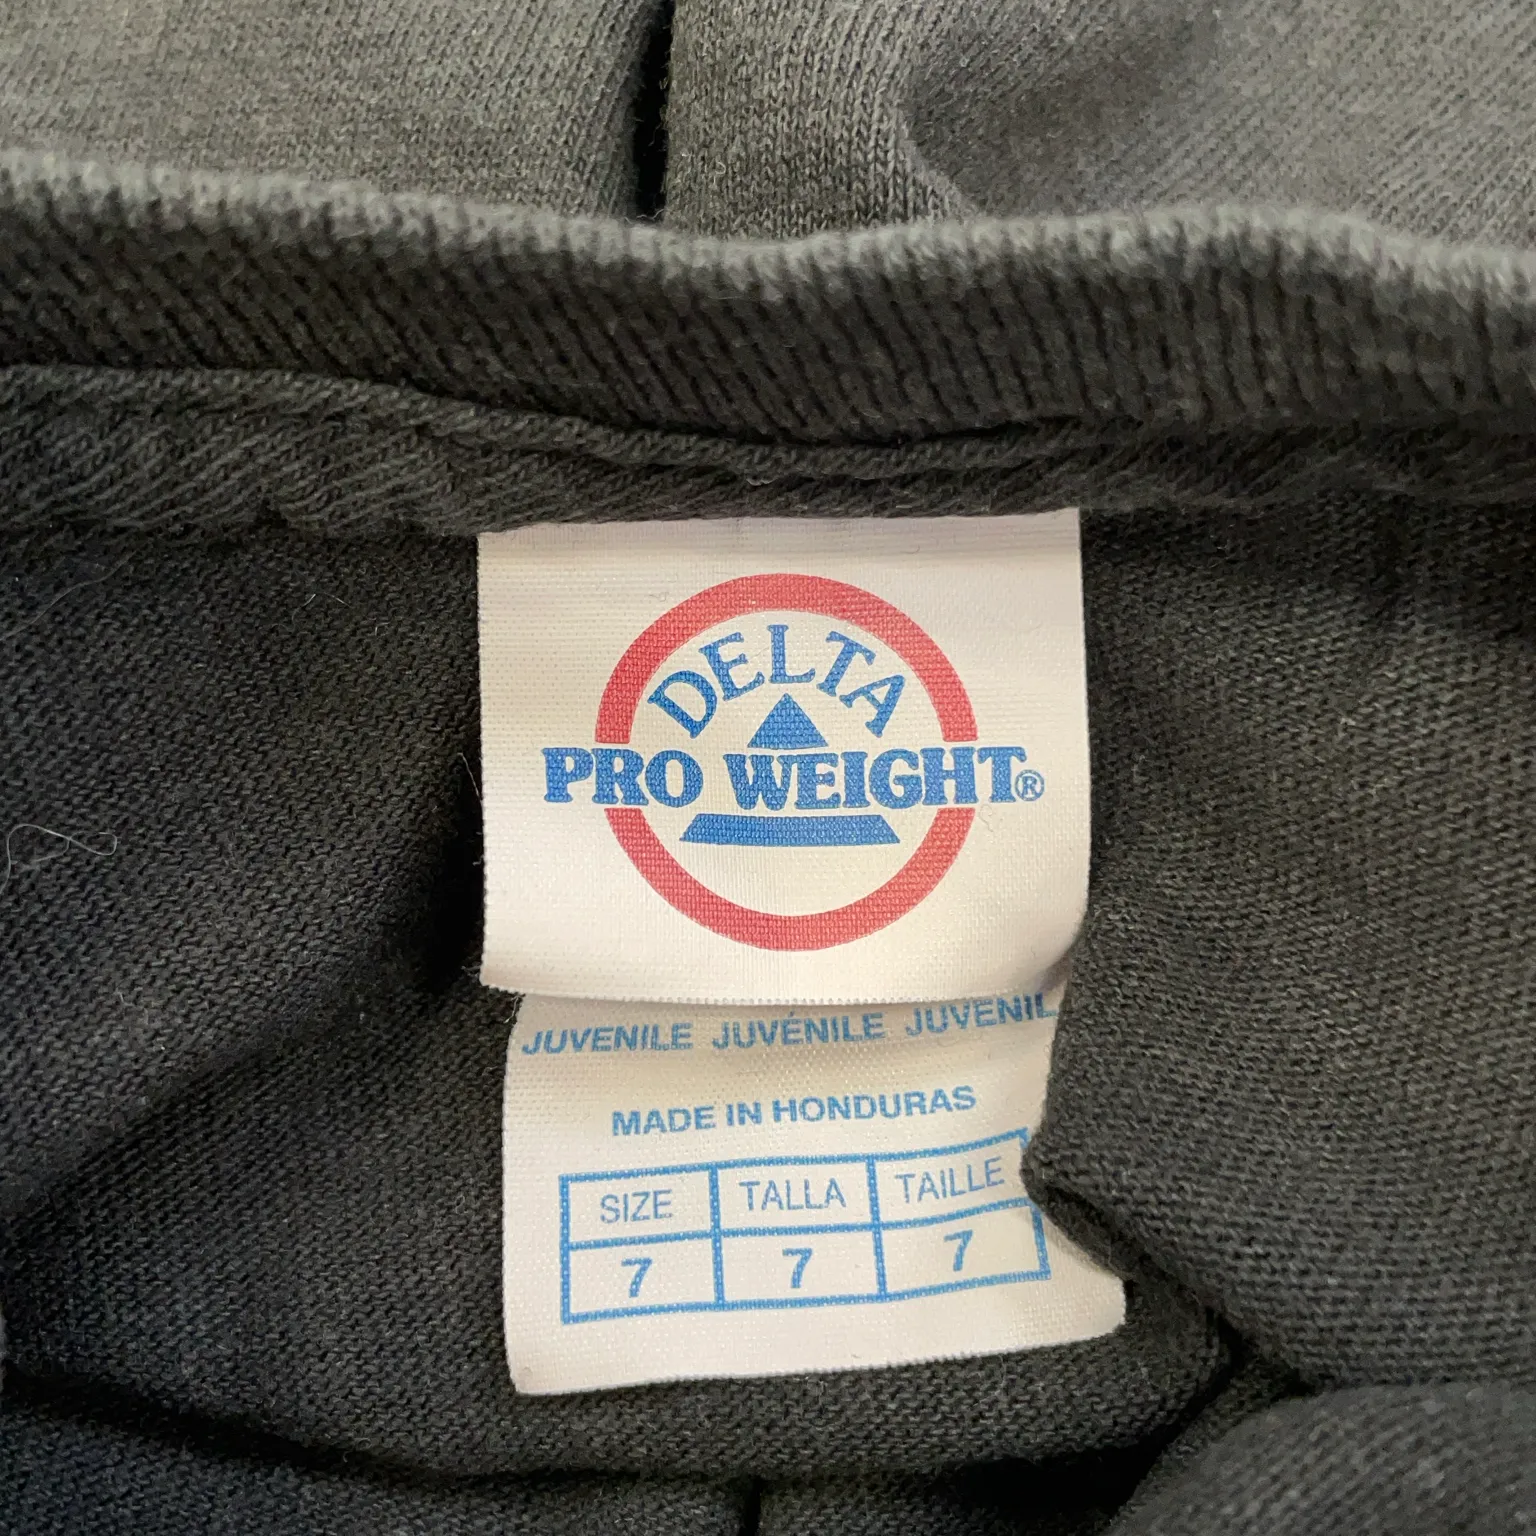 DELTA
PRO WEIGHT®
JUVENILE JUVÉNILE JUVENIL
MADE IN HONDURAS
SIZE TALLA TAILLE
7 7 7